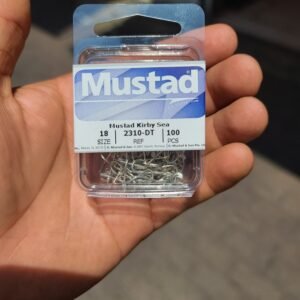 Mustad
Mustad Kirby Sea
18 2310-DT 100
SIZE REF PCS